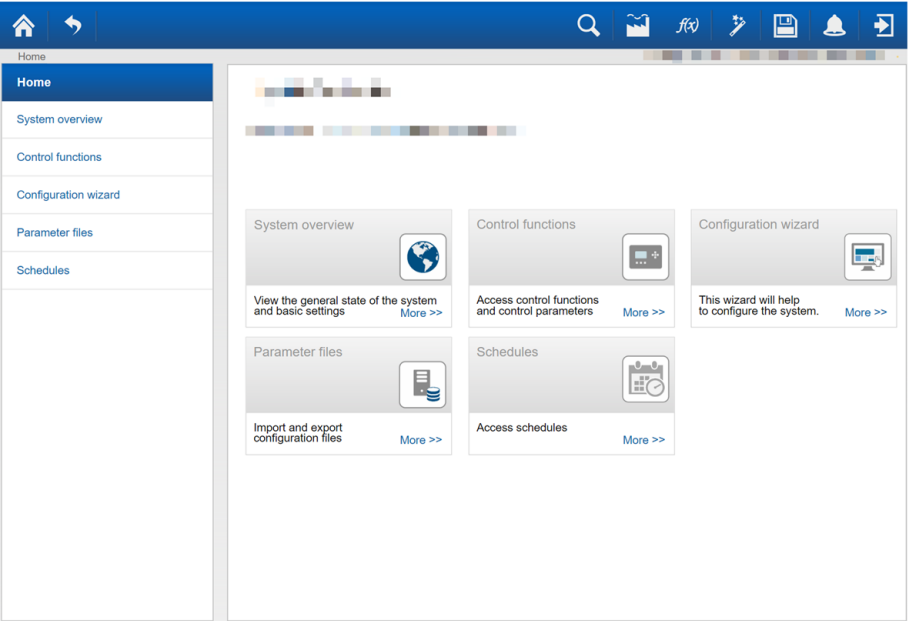 f(x)
Home
Home
System overview
Control functions
Configuration wizard
Parameter files
Schedules
System overview
View the general state of the system
and basic settings
More >>
Control functions
Access control functions
and control parameters
More >>
Configuration wizard
This wizard will help
to configure the system.
More >>
Parameter files
Import and export
configuration files
More >>
Schedules
Access schedules
More >>